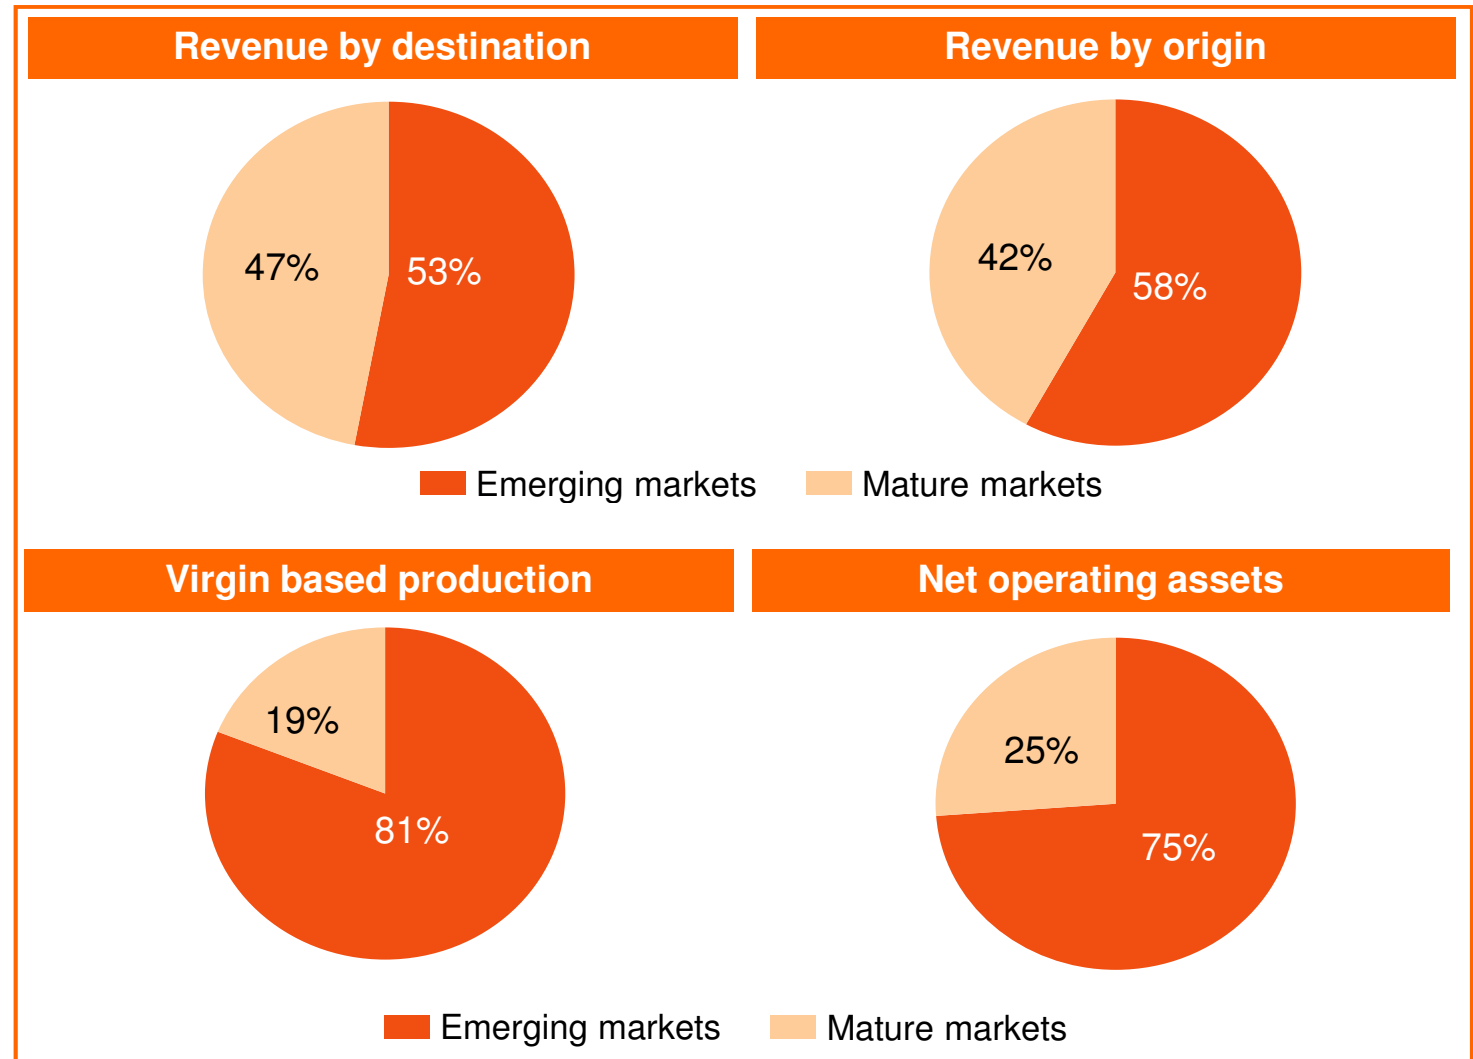 Revenue by destination
Revenue by origin
47%
53%
42%
58%
Emerging markets
Mature markets
Virgin based production
Net operating assets
19%
81%
25%
75%
Emerging markets
Mature markets